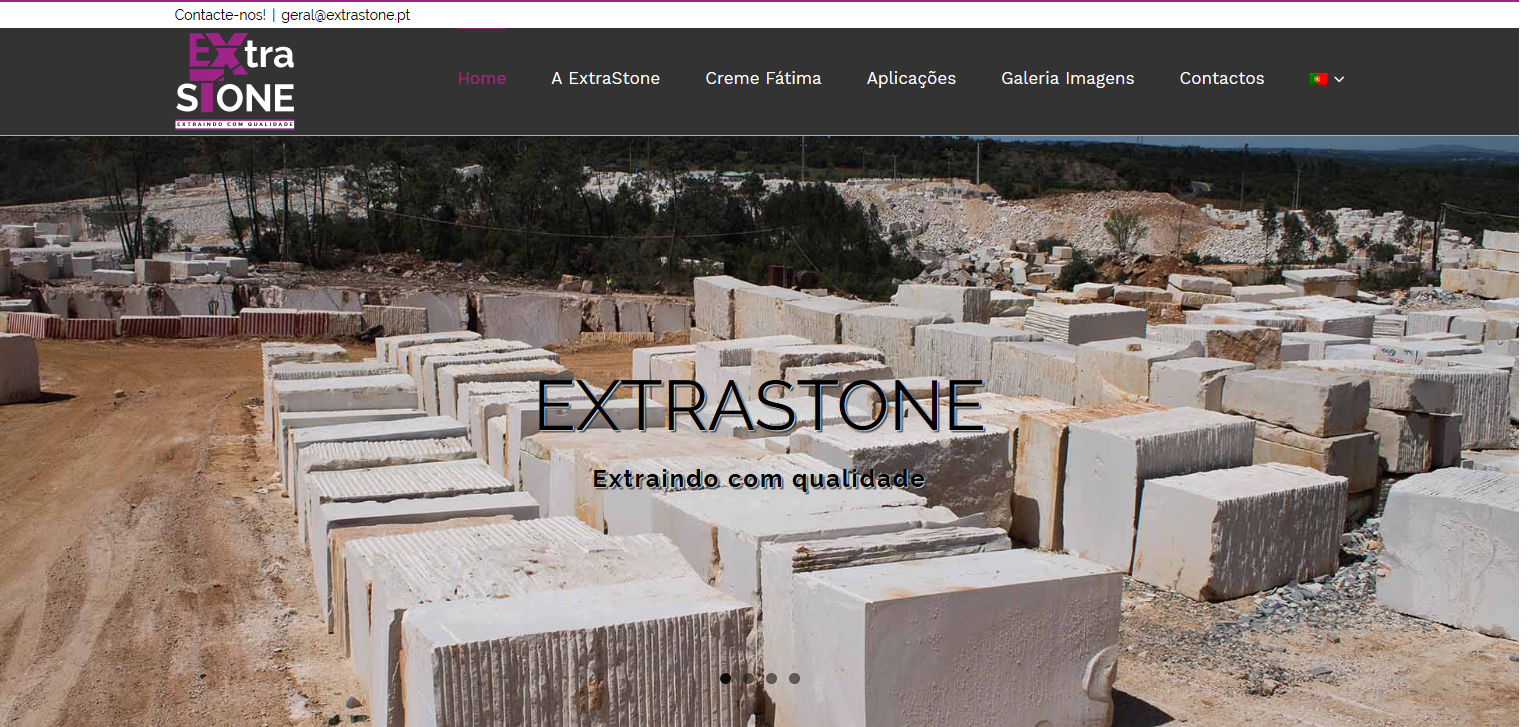 Contacte-nos! | geral@extrastone.pt
EXtra
STONE
EXTRAINDO COM QUALIDADE
Home
A ExtraStone
Creme Fátima
Aplicações
Galeria Imagens
Contactos
EXTRASTONE
Extraindo com qualidade